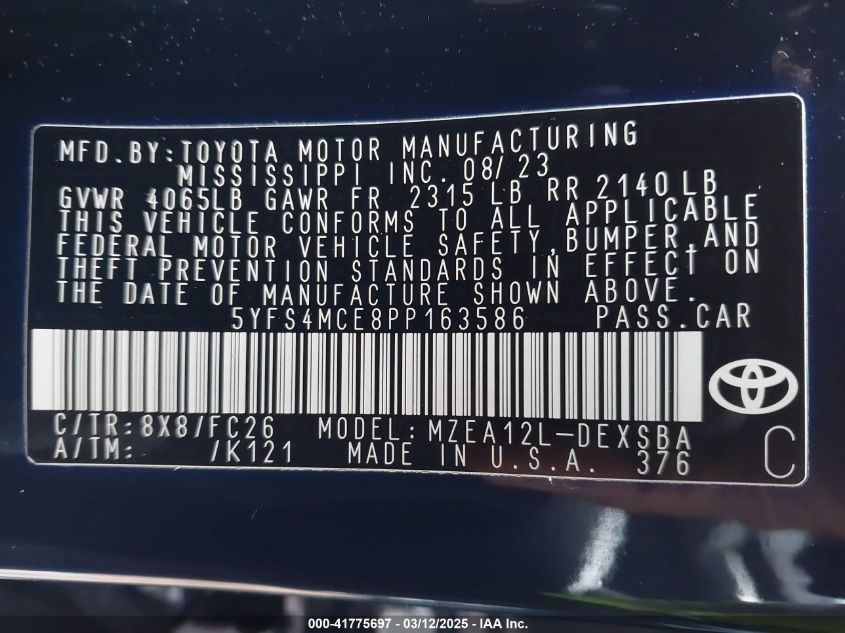 MFD.BY:TOYOTA MOTOR MANUFACTURING
MISSISSIPPI INC. 08/23
GVWR 4065LB GAWR FR 2315 LB RR 2140 LB
THIS VEHICLE CONFORMS TO ALL APPLICABLE
FEDERAL MOTOR VEHICLE SAFETY, BUMPER, AND
THEFT PREVENTION STANDARDS IN EFFECT ON
THE DATE OF MANUFACTURE SHOWN ABOVE.
5YFS4MCE8PP163586 PASS.CAR
C/TR:8X8/FC26 MODEL:MZEA12L-DEXSBA
A/TM: /K121 MADE IN U.S.A. 376 C
000-41775697 - 03/12/2025 - IAA Inc.